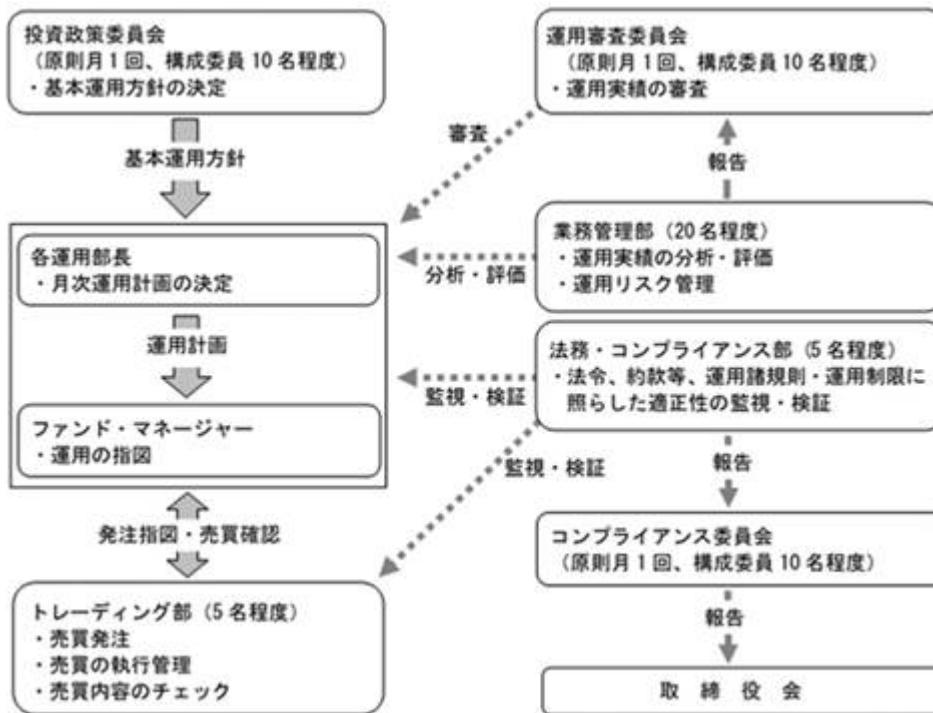 投資政策委員会
（原則月１回、構成委員 10 名程度）
・基本運用方針の決定
基本運用方針
各運用部長
・月次運用計画の決定
運用計画
ファンド・マネージャー
・運用の指図
発注指図・売買確認
トレーディング部（5 名程度）
・売買発注
・売買の執行管理
・売買内容のチェック
運用審査委員会
（原則月１回、構成委員 10 名程度）
・運用実績の審査
審査
報告
業務管理部（20 名程度）
・運用実績の分析・評価
・運用リスク管理
分析・評価
法務・コンプライアンス部（5 名程度）
・法令、約款等、運用諸規則・運用制限に
照らした適正性の監視・検証
監視・検証
監視・検証
報告
コンプライアンス委員会
（原則月１回、構成委員 10 名程度）
報告
取 締 役 会